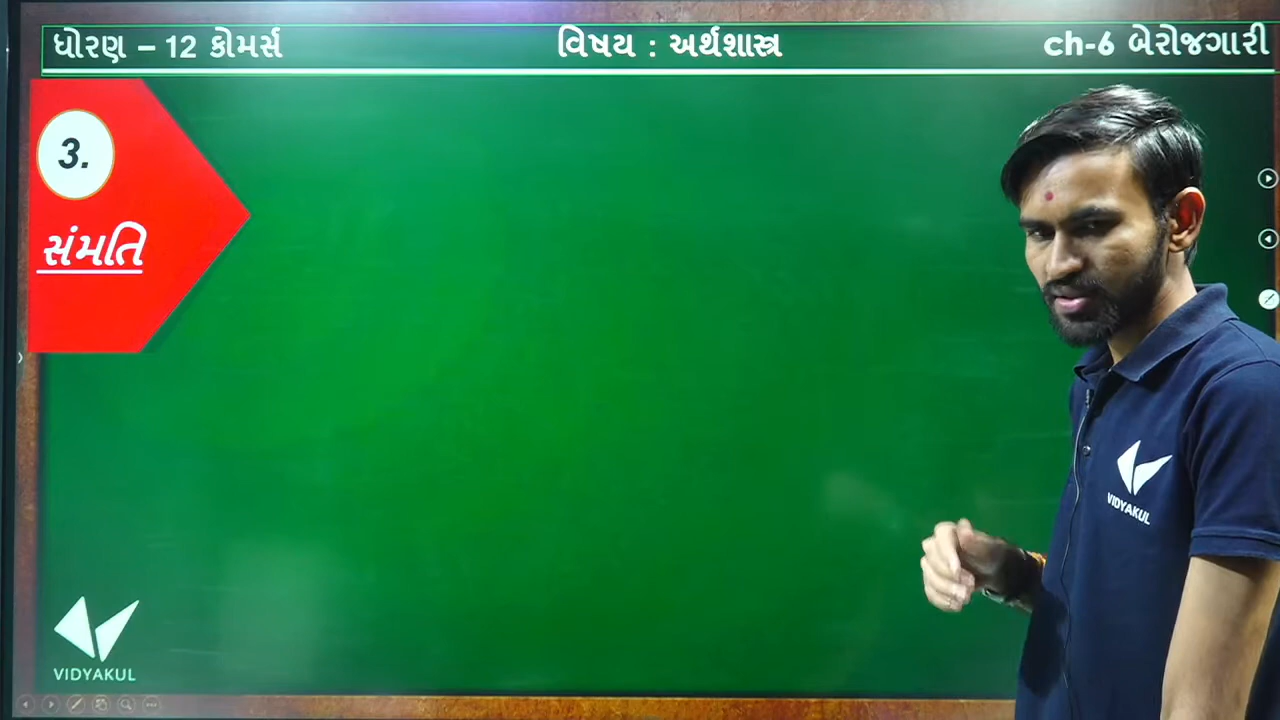 ધોરણ – 12 કોમર્સ
વિષય : અર્થશાસ્ત્ર
ch-6 બેરોજગારી
3.
સંમતિ
VIDYAKUL
VIDYAKUL